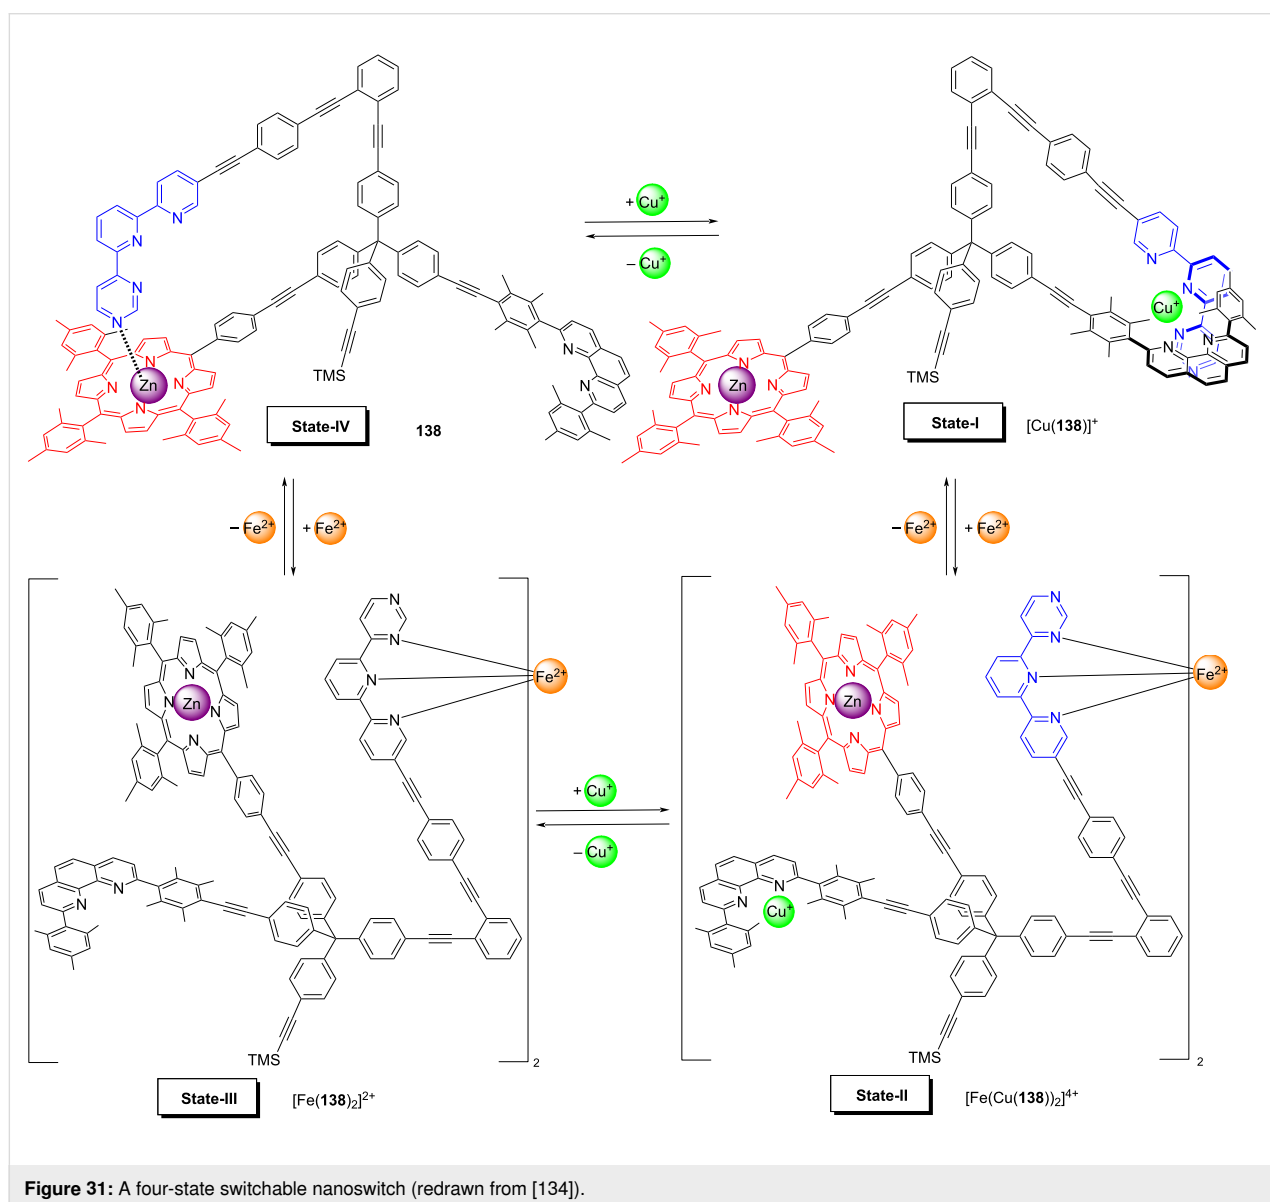 + Cu⁺
– Cu⁺
N
N
N
N
N
N
N
N
Zn
N
N
TMS
State-IV
138
N
N
N
N
N
Cu⁺
N
N
N
N
N
Zn
N
N
TMS
State-I
[Cu(138)]⁺
– Fe²⁺
+ Fe²⁺
– Fe²⁺
+ Fe²⁺
N
N
N
N
Fe²⁺
N
N
Zn
N
N
N
N
TMS
2
+ Cu⁺
– Cu⁺
N
N
N
N
Fe²⁺
N
N
Zn
N
N
N
N
Cu⁺
TMS
2
State-III
[Fe(138)₂]²⁺
State-II
[Fe(Cu(138))₂]⁴⁺
Figure 31: A four-state switchable nanoswitch (redrawn from [134]).